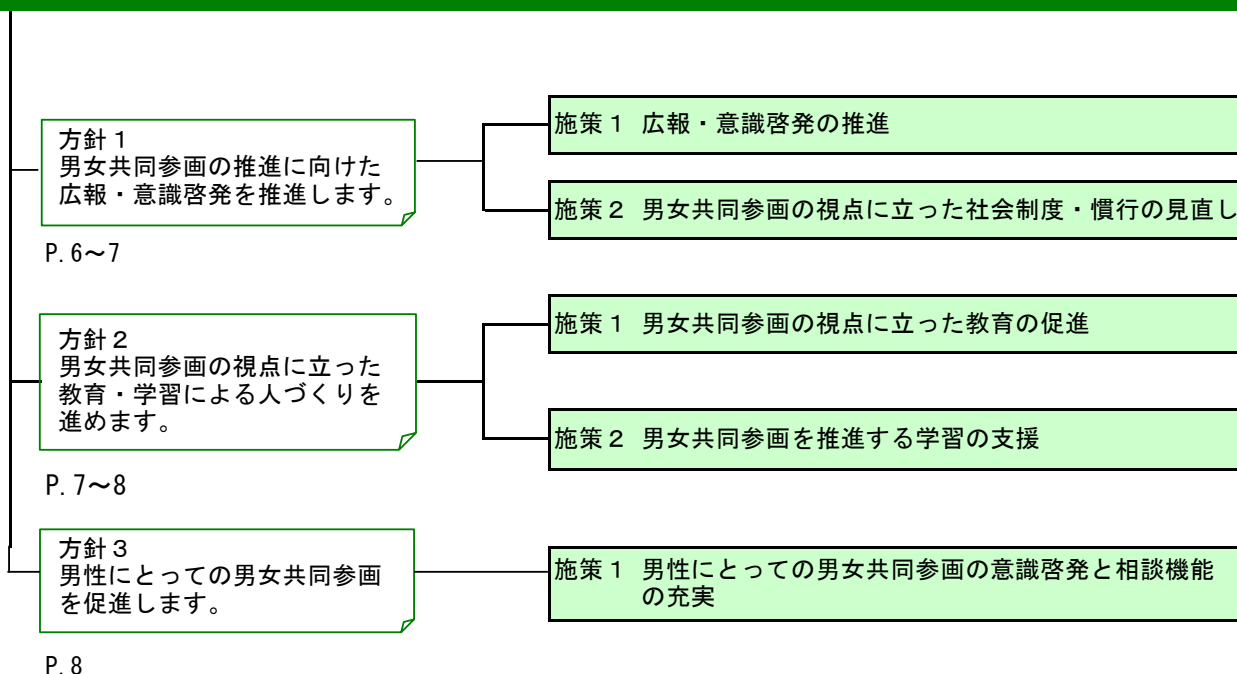 方針１
男女共同参画の推進に向けた
広報・意識啓発を推進します。
P.6～7
施策１ 広報・意識啓発の推進
施策２ 男女共同参画の視点に立った社会制度・慣行の見直し
方針２
男女共同参画の視点に立った
教育・学習による人づくりを
進めます。
P.7～8
施策１ 男女共同参画の視点に立った教育の促進
施策２ 男女共同参画を推進する学習の支援
方針３
男性にとっての男女共同参画
を促進します。
P.8
施策１ 男性にとっての男女共同参画の意識啓発と相談機能
の充実